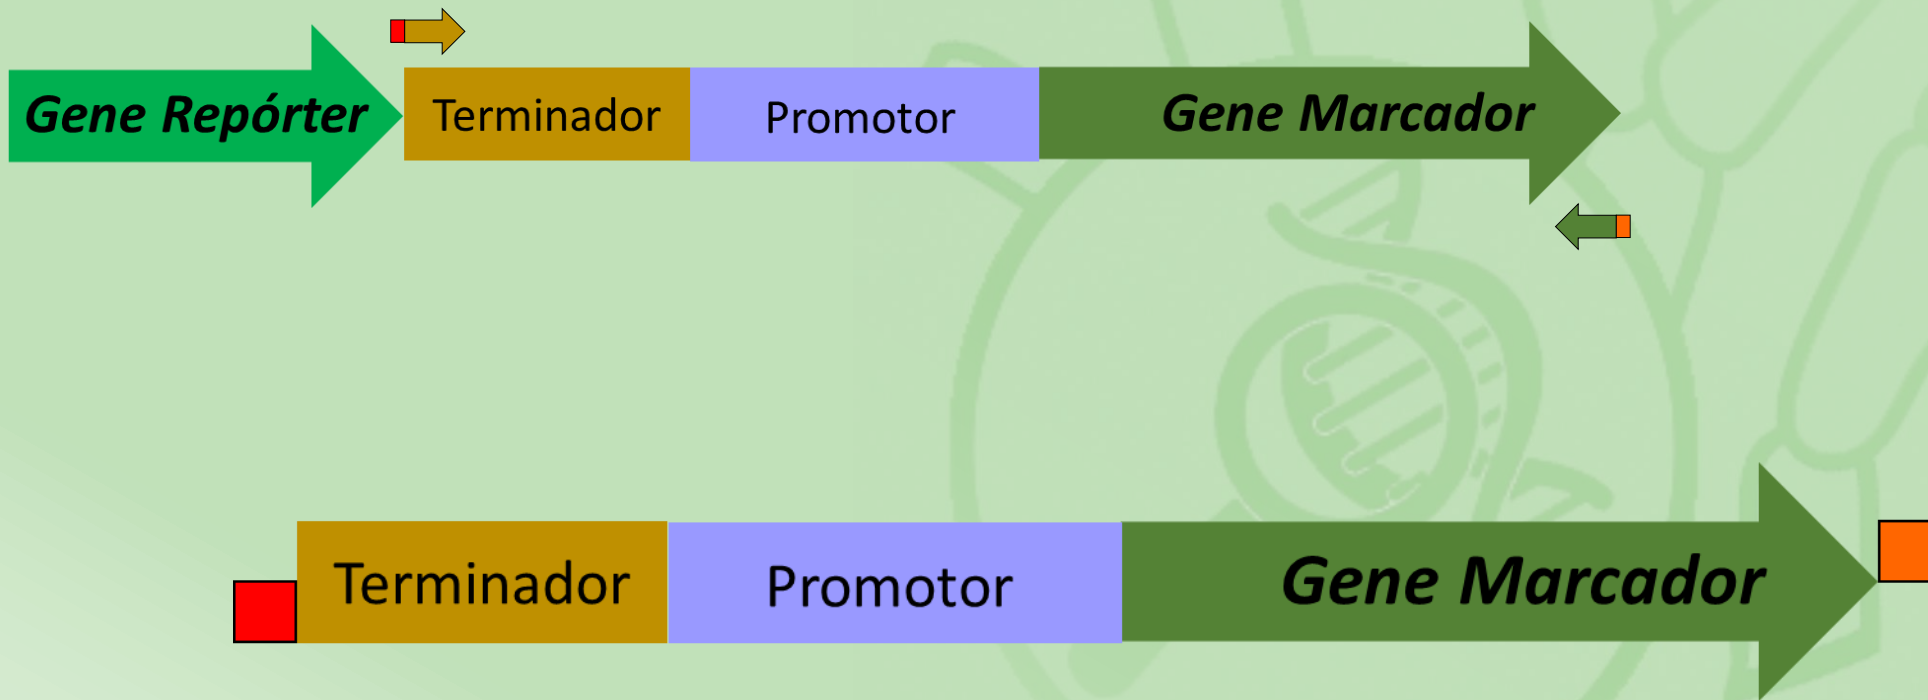 Gene Repórter
Terminador
Promotor
Gene Marcador
Terminador
Promotor
Gene Marcador